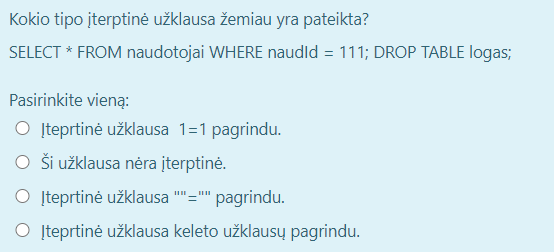 Kokio tipo įterptinė užklausa žemiau yra pateikta?
SELECT * FROM naudotojai WHERE naudId = 111; DROP TABLE logas;
Pasirinkite vieną:
Įteprtinė užklausa 1=1 pagrindu.
Ši užklausa nėra įterptinė.
Įteprtinė užklausa ""="" pagrindu.
Įteprtinė užklausa keleto užklausų pagrindu.